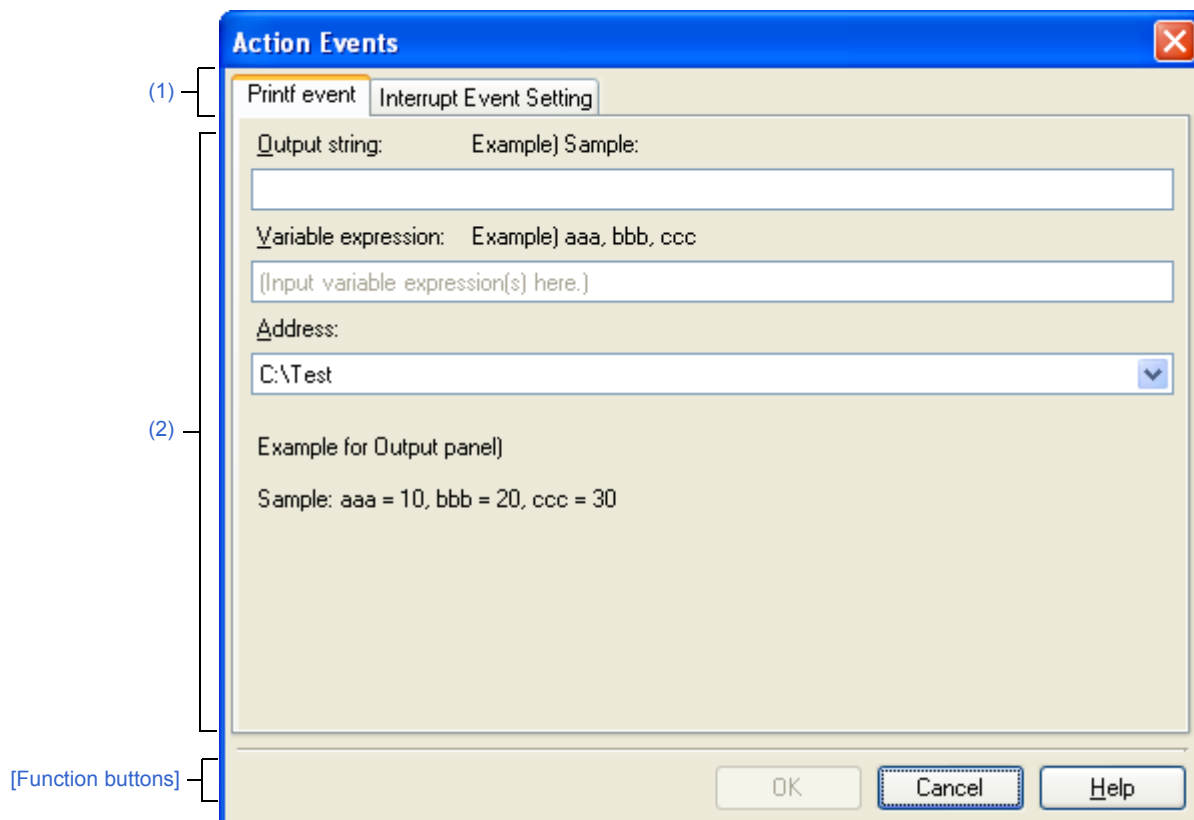 Action Events
(1)
Printf event Interrupt Event Setting
Output string: Example) Sample:
Variable expression: Example) aaa, bbb, ccc
(Input variable expression(s) here.)
Address:
C:\Test
(2)
Example for Output panel)
Sample: aaa = 10, bbb = 20, ccc = 30
[Function buttons]
OK Cancel Help